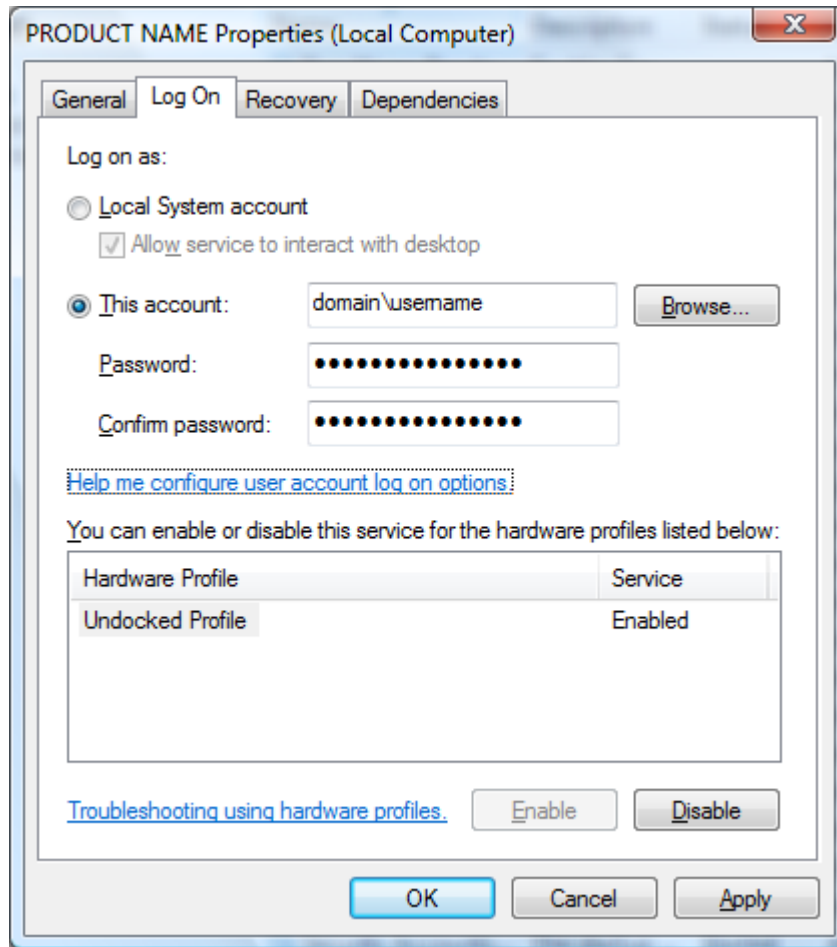 PRODUCT NAME Properties (Local Computer)
General Log On Recovery Dependencies
Log on as:
Local System account
Allow service to interact with desktop
This account: domain\username Browse...
Password: •••••••••••••••
Confirm password: •••••••••••••••
Help me configure user account log on options.
You can enable or disable this service for the hardware profiles listed below:
Hardware Profile Service
Undocked Profile Enabled
Troubleshooting using hardware profiles. Enable Disable
OK Cancel Apply